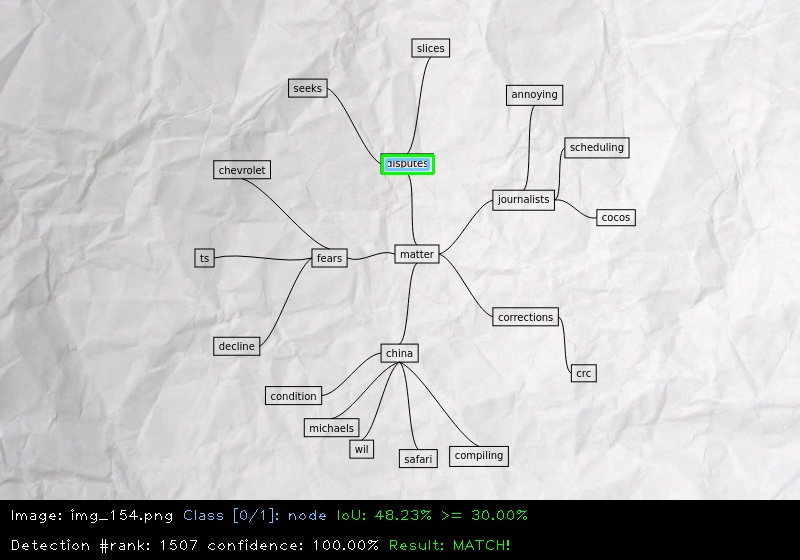 slices
seeks
annoying
scheduling
disputes
chevrolet
journalists
cocos
matter
ts
fears
corrections
decline
china
crc
condition
michaels
wil
safari
compiling
Image: img_154.png Class [0/1]: node IoU: 48.23% >= 30.00%
Detection #rank: 1507 confidence: 100.00% Result: MATCH!